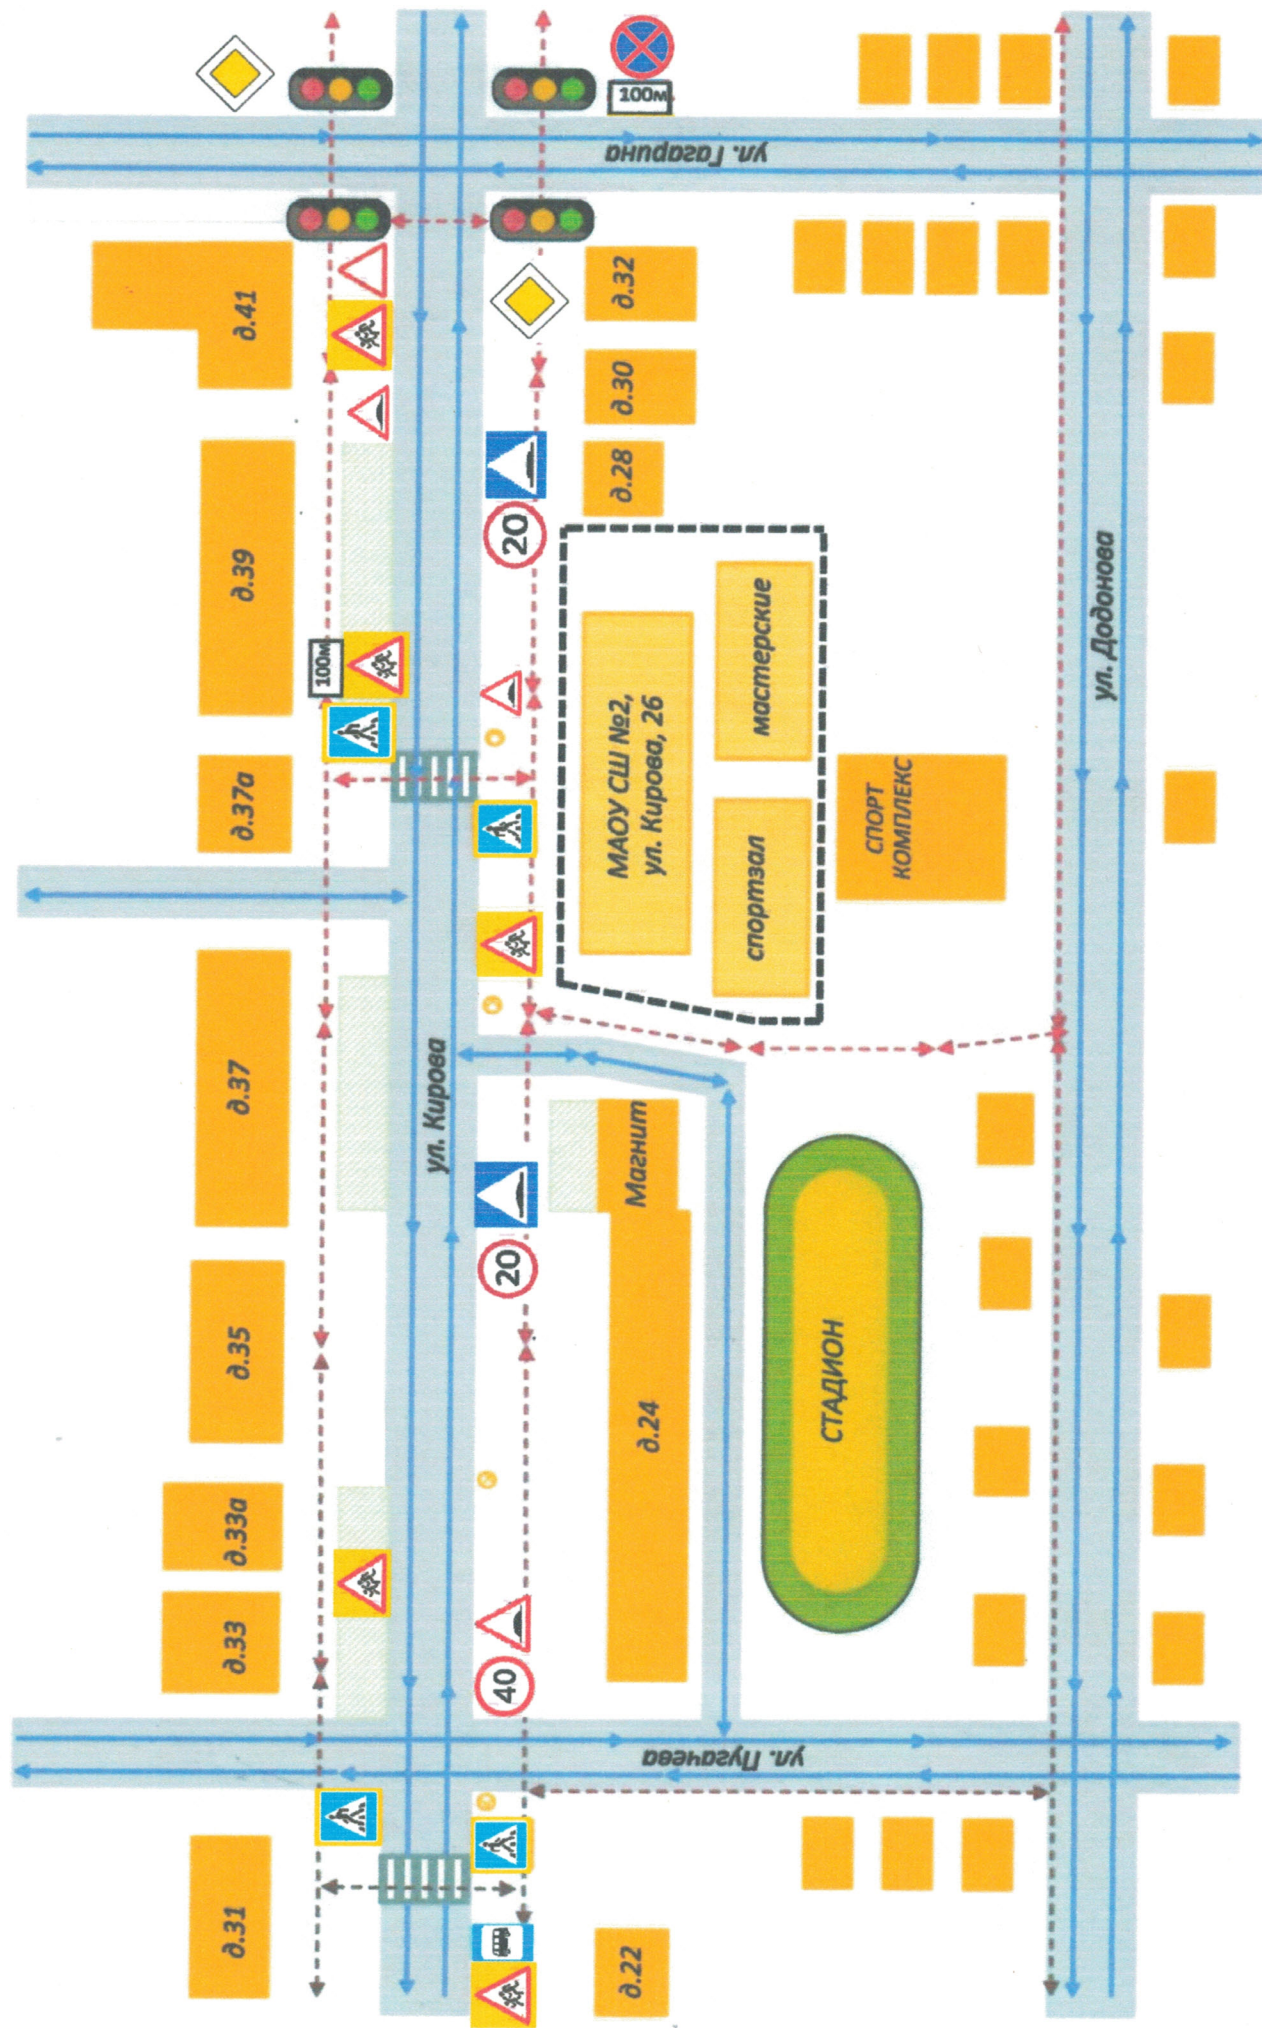 д.31
д.33
д.33а
д.35
д.37
д.37а
д.39
д.41
100м
ул. Кирова
40
20
20
100м
д.22
д.24
Магнит
МАОУ СШ №2,
ул. Кирова, 26
д.28
д.30
д.32
спортзал
мастерские
СТАДИОН
СПОРТ
КОМПЛЕКС
ул. Пугачева
ул. Гагарина
ул. Додонова